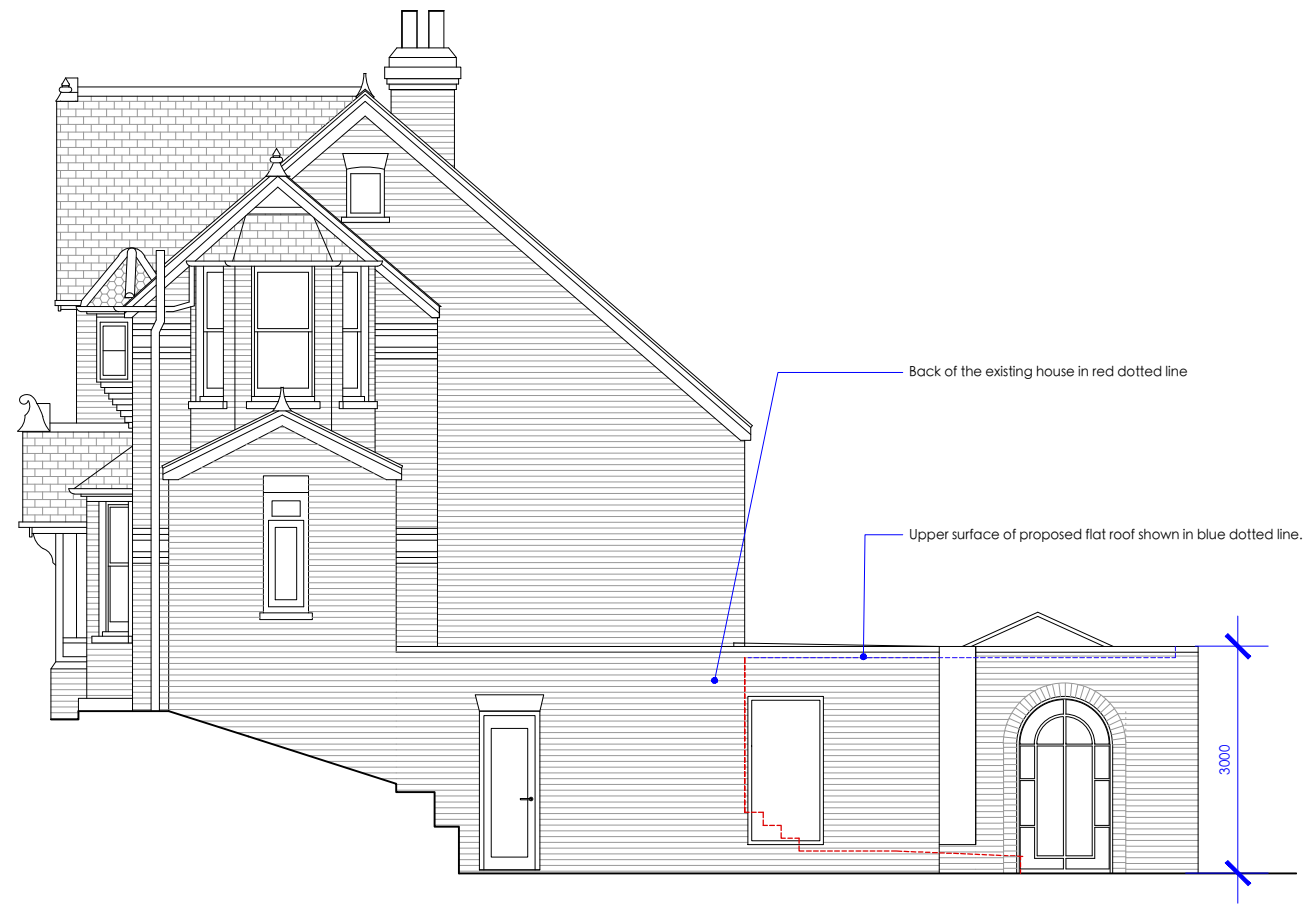 Back of the existing house in red dotted line
Upper surface of proposed flat roof shown in blue dotted line.
3000